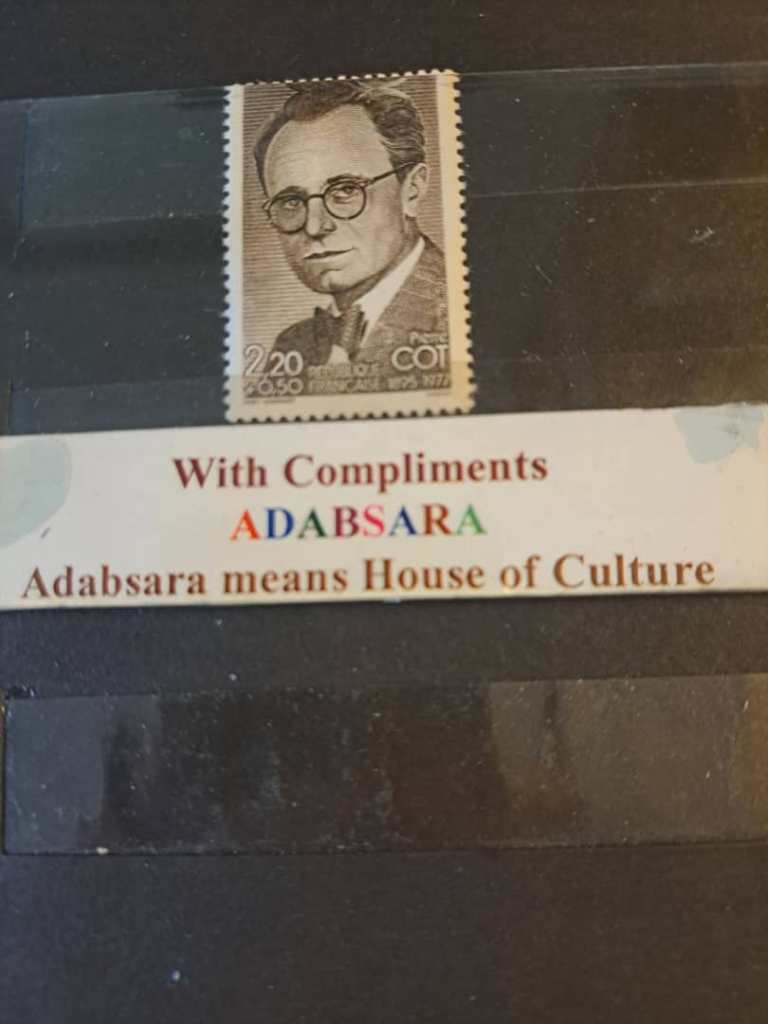 Pierre
2,20 COT
+0,50 REPUBLIQUE FRANCAISE 1895-1977
With Compliments
ADABSARA
Adabsara means House of Culture